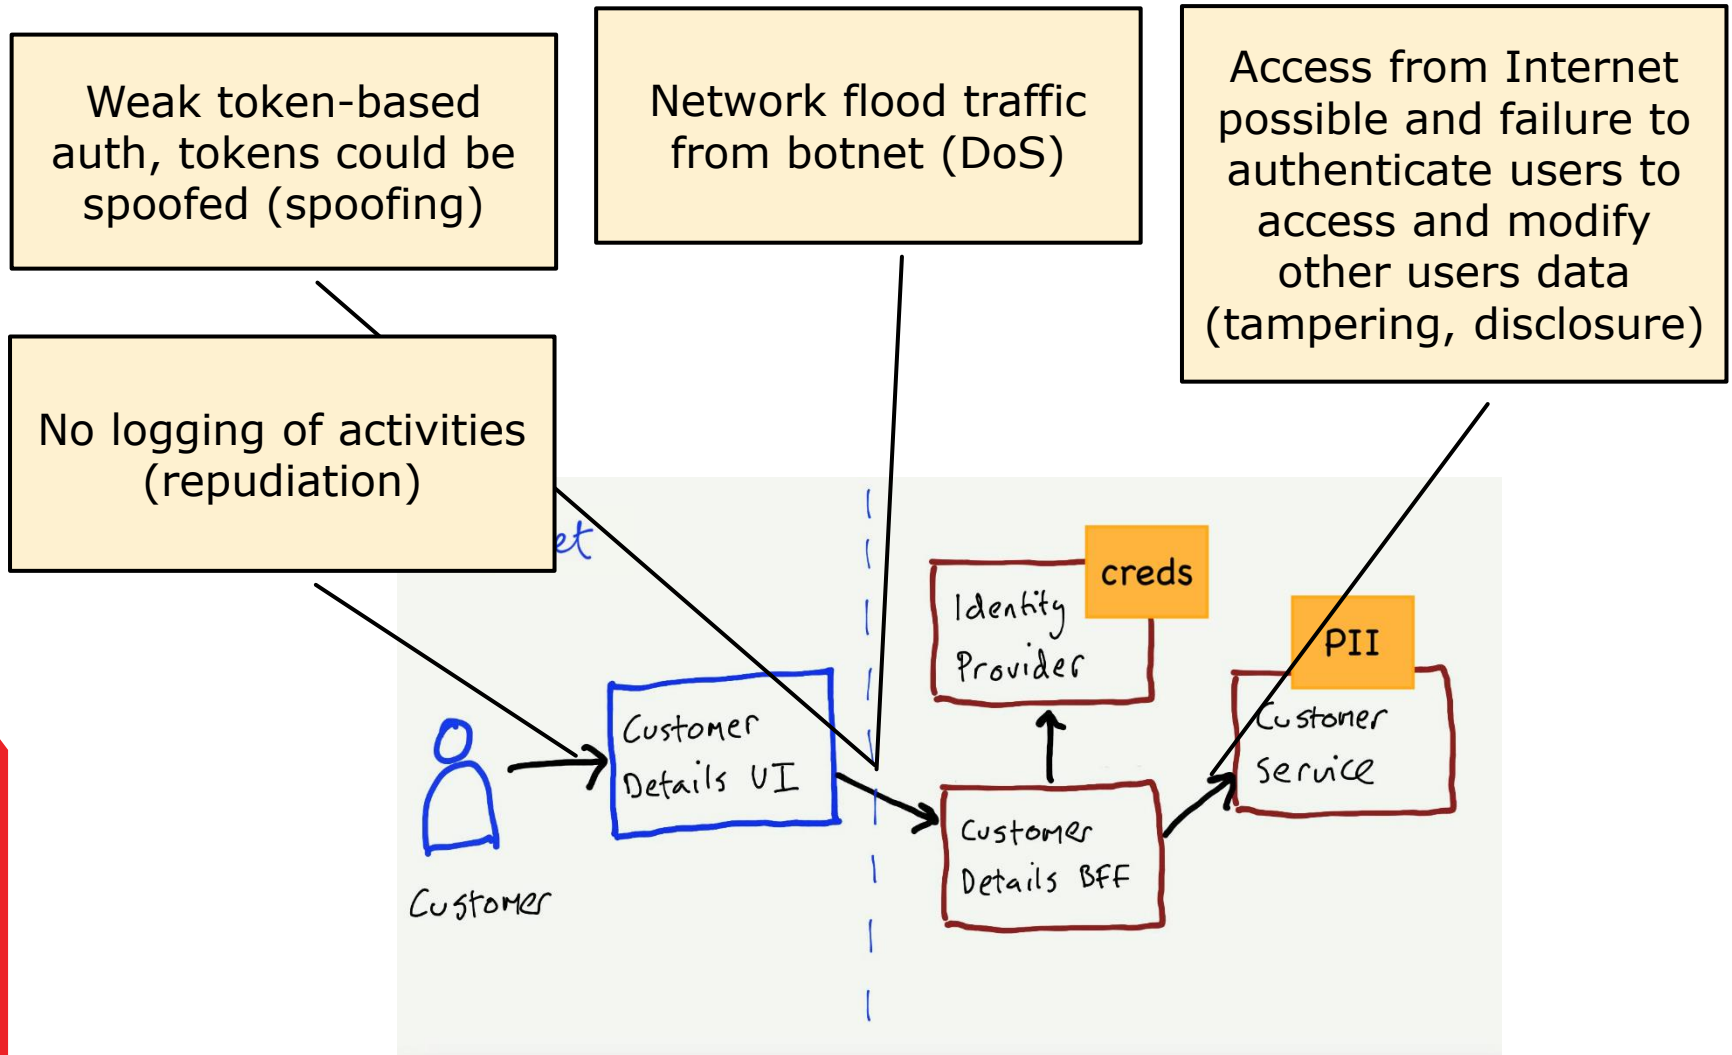 Weak token-based
auth, tokens could be
spoofed (spoofing)
Network flood traffic
from botnet (DoS)
Access from Internet
possible and failure to
authenticate users to
access and modify
other users data
(tampering, disclosure)
No logging of activities
(repudiation)
creds
Identity
Provider
PII
Customer
Service
Customer
Details UI
Customer
Details BFF
Customer